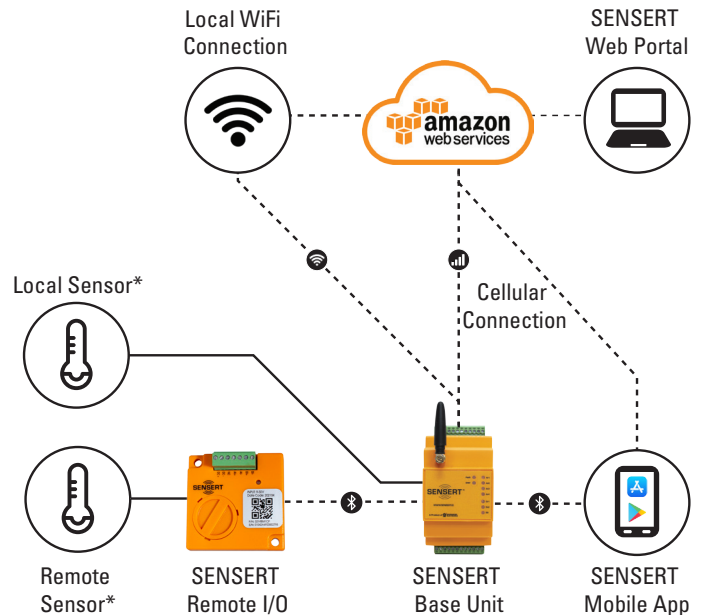 Local WiFi
Connection
SENSERT
Web Portal
amazon
webservices
Local Sensor*
Cellular
Connection
SENSERT
SENSERT
Remote
Sensor*
SENSERT
Remote I/O
SENSERT
Base Unit
SENSERT
Mobile App